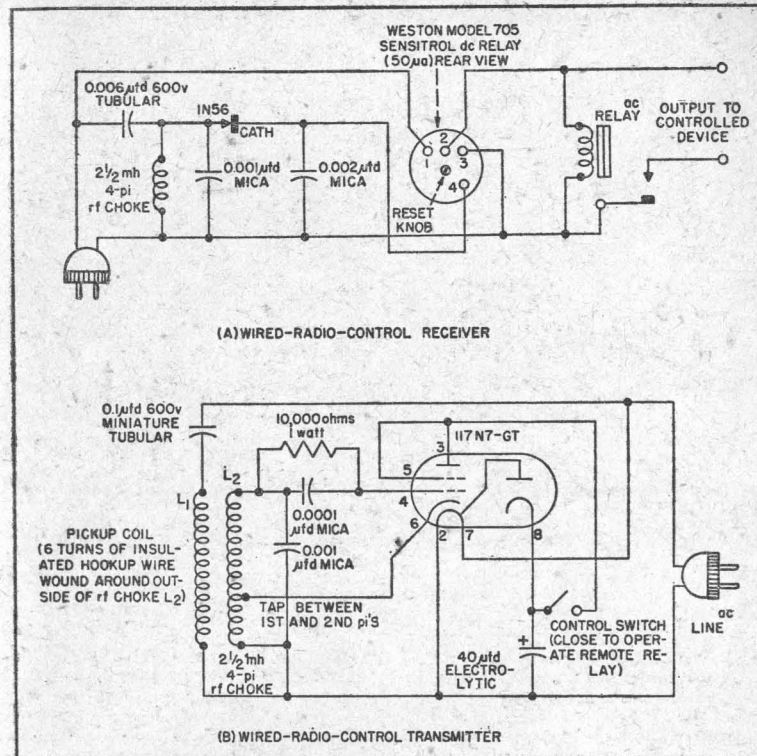 WESTON MODEL 705
SENSITROL dc RELAY
(50μa) REAR VIEW
0.006μfd 600v
TUBULAR
IN56
CATH
ac
RELAY
OUTPUT TO
CONTROLLED
DEVICE
1
2
3
4
2½ mh
4-pi
rf CHOKE
0.001μfd
MICA
0.002μfd
MICA
RESET
KNOB
(A) WIRED-RADIO-CONTROL RECEIVER
0.1μfd 600v
MINIATURE
TUBULAR
10,000 ohms
1 watt
117N7-GT
3
5
4
6
2
7
8
L1
L2
0.0001
μfd MICA
0.001
μfd MICA
PICKUP COIL
(6 TURNS OF INSUL-
ATED HOOKUP WIRE
WOUND AROUND OUT-
SIDE OF rf CHOKE L2)
TAP BETWEEN
1ST AND 2ND pi'S
2½ mh
4-pi
rf CHOKE
+
40μfd
ELECTRO-
LYTIC
CONTROL SWITCH
(CLOSE TO OPER-
ATE REMOTE RE-
LAY)
ac
LINE
(B) WIRED-RADIO-CONTROL TRANSMITTER